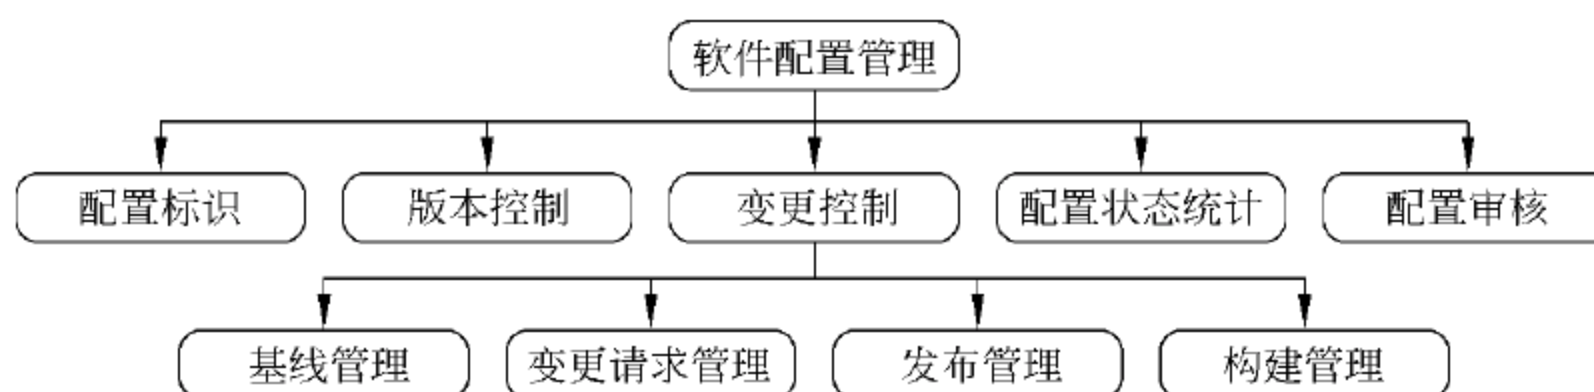 软件配置管理
配置标识
版本控制
变更控制
配置状态统计
配置审核
基线管理
变更请求管理
发布管理
构建管理